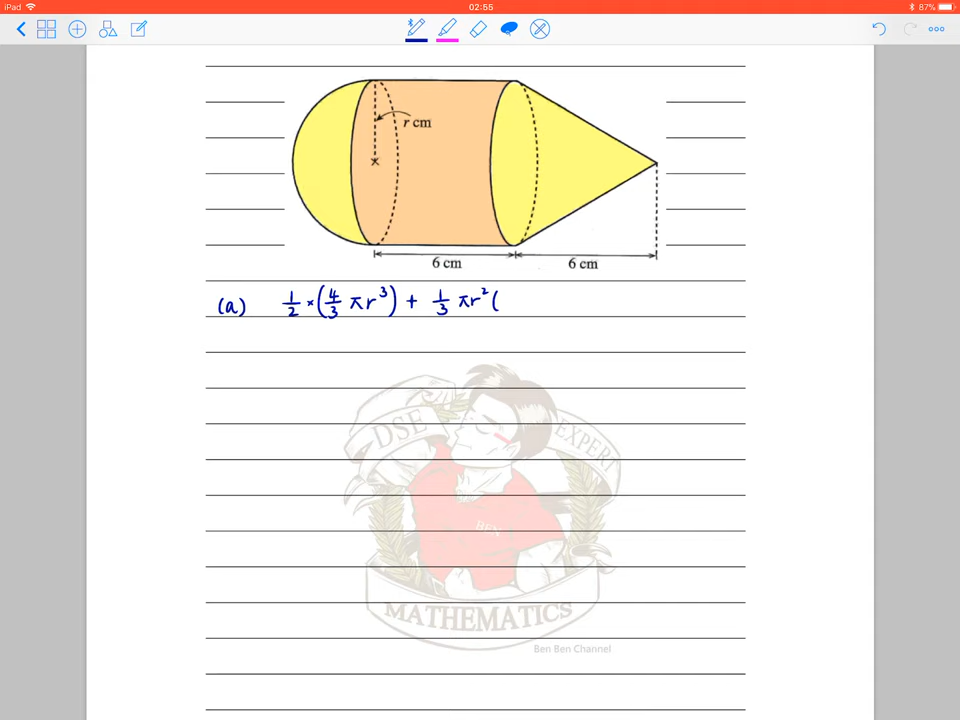 iPad 02:55 87%
r cm
6 cm 6 cm
(a) 1/2 × (4/3 πr³) + 1/3 πr² (
DSE EXPERT
BEN
MATHEMATICS
Ben Ben Channel